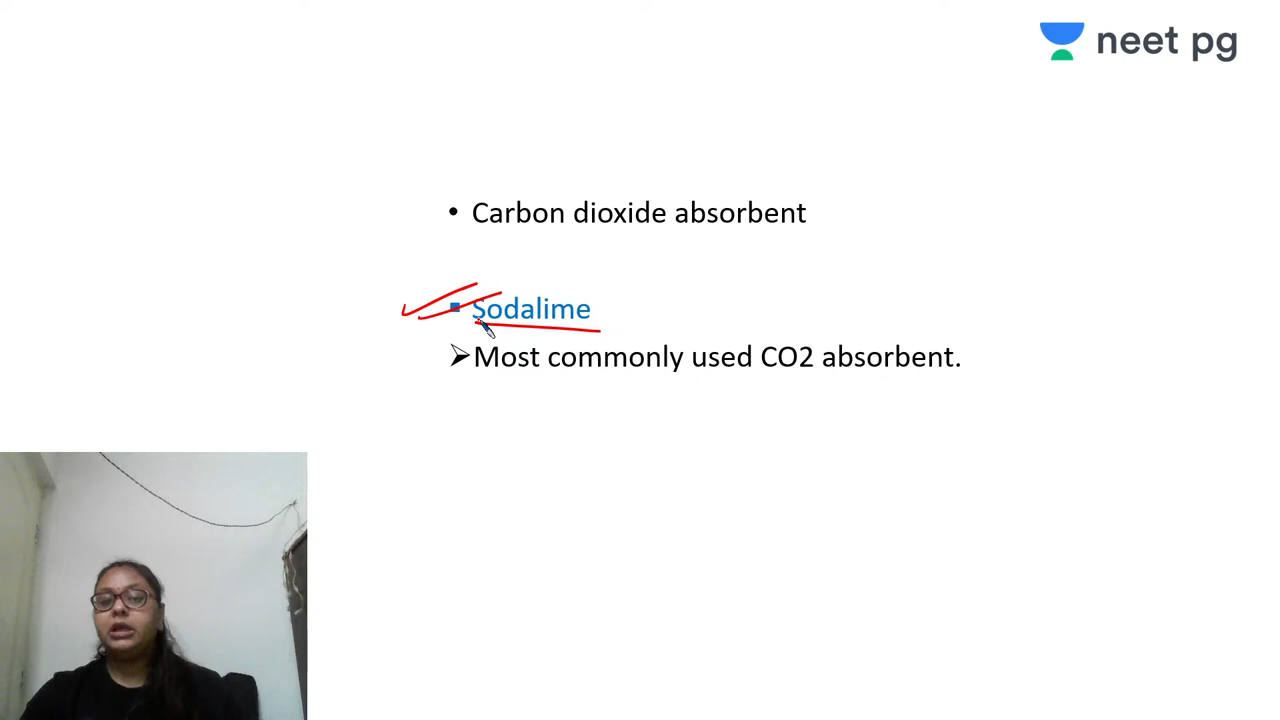 neet pg
• Carbon dioxide absorbent
▪ Sodalime
➢Most commonly used CO2 absorbent.